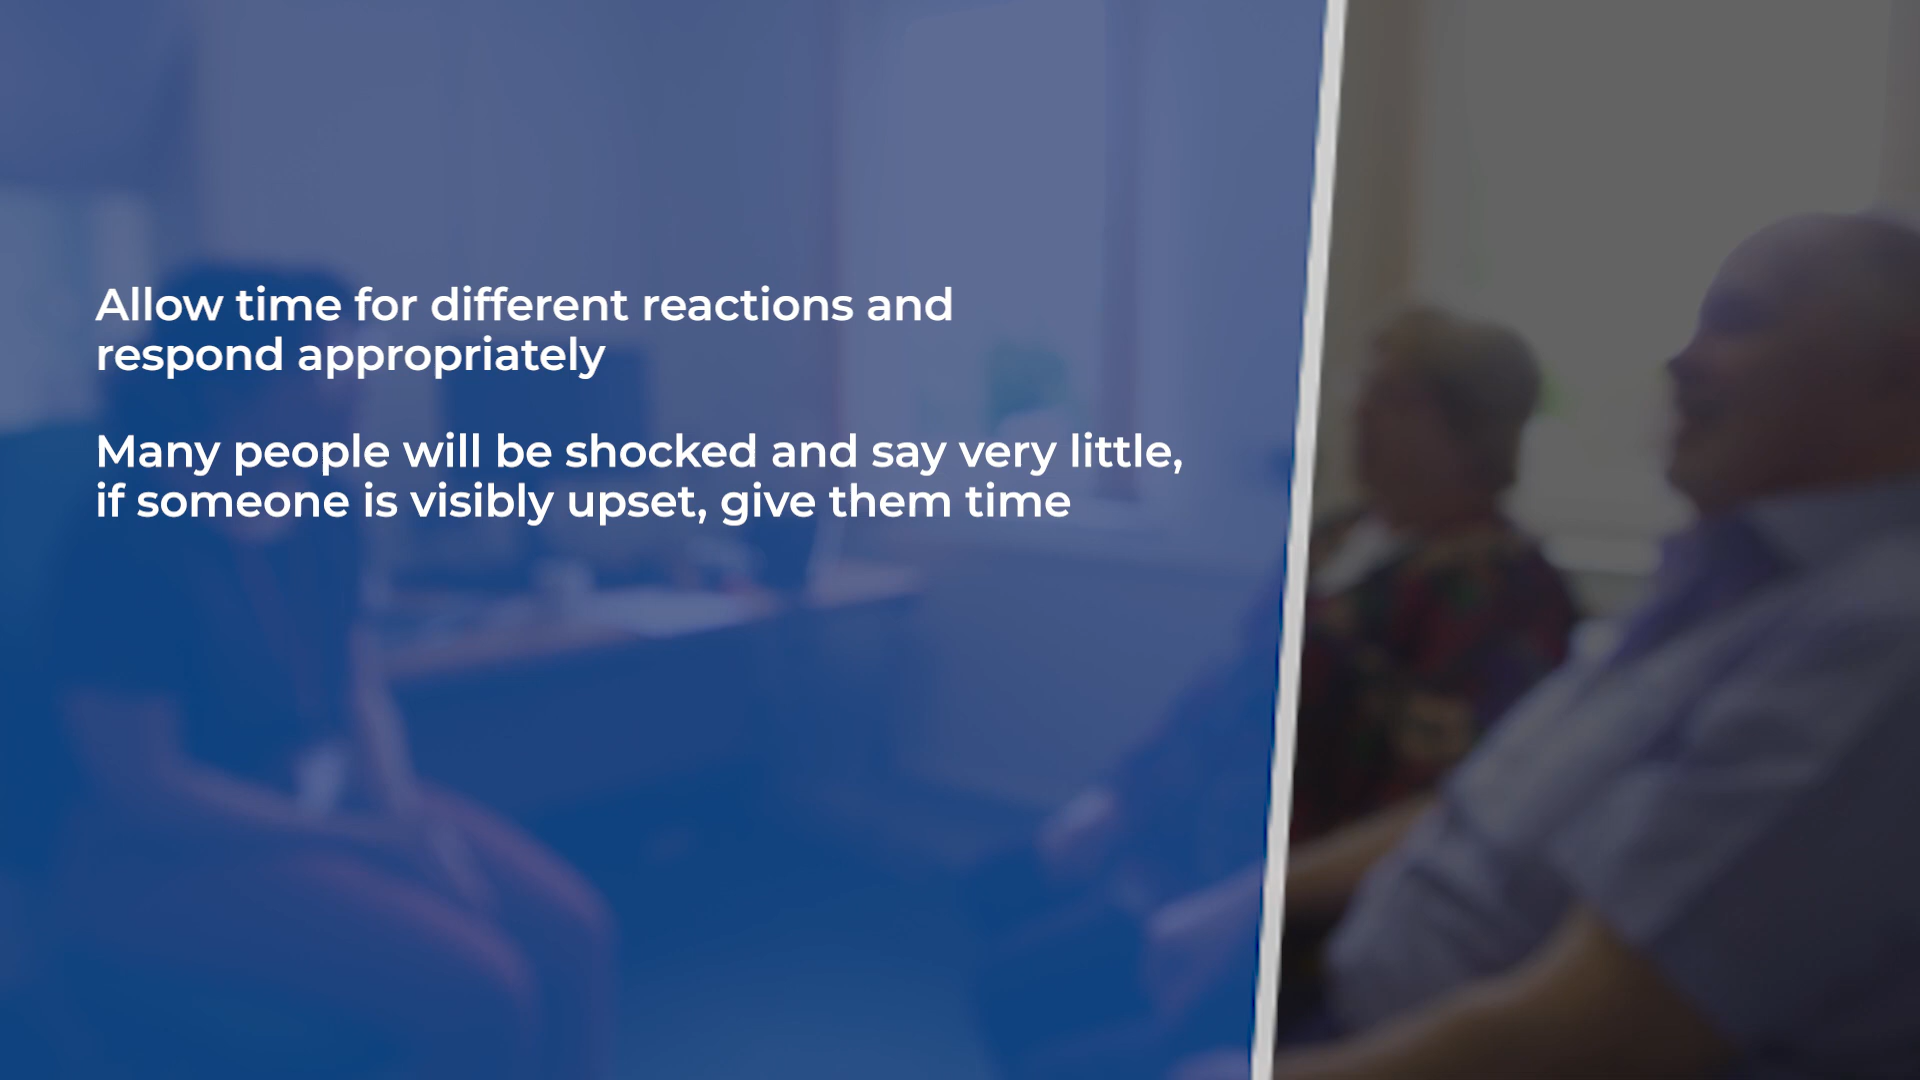 Allow time for different reactions and
respond appropriately
Many people will be shocked and say very little,
if someone is visibly upset, give them time